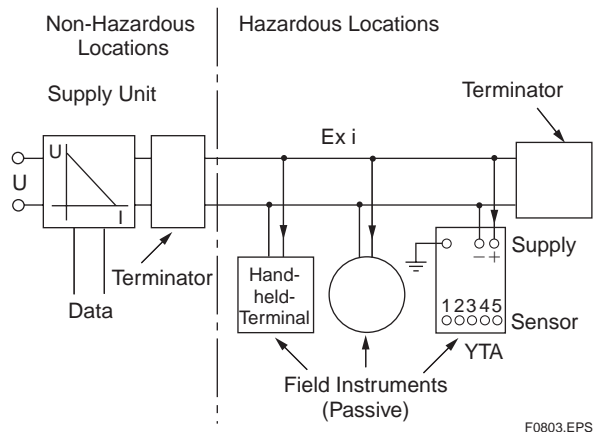 Non-Hazardous
Locations
Hazardous Locations
Supply Unit
Terminator
Ex i
U
U
I
Terminator
Data
Hand-
held-
Terminal
Supply
− +
1 2 3 4 5
Sensor
YTA
Field Instruments
(Passive)
F0803.EPS